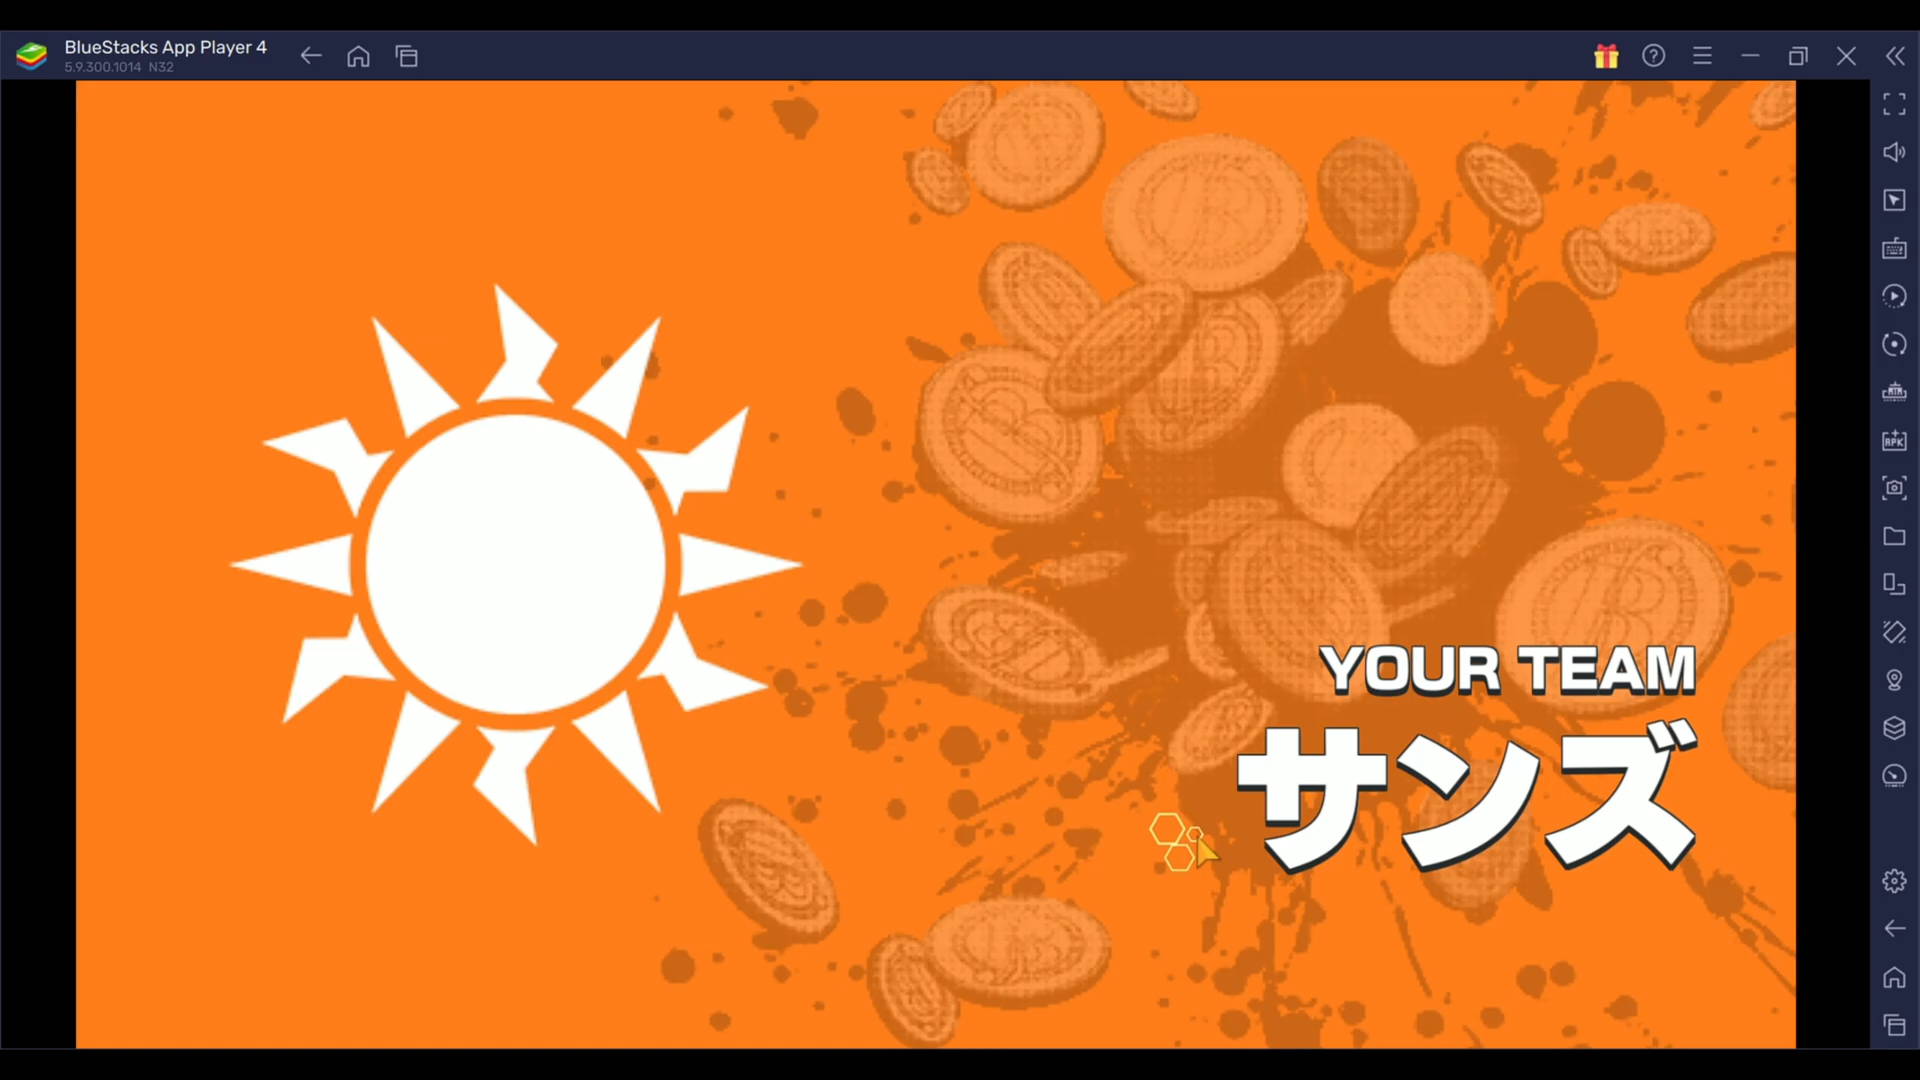 BlueStacks App Player 4
5.9.300.1014 N32
YOUR TEAM
サンズ